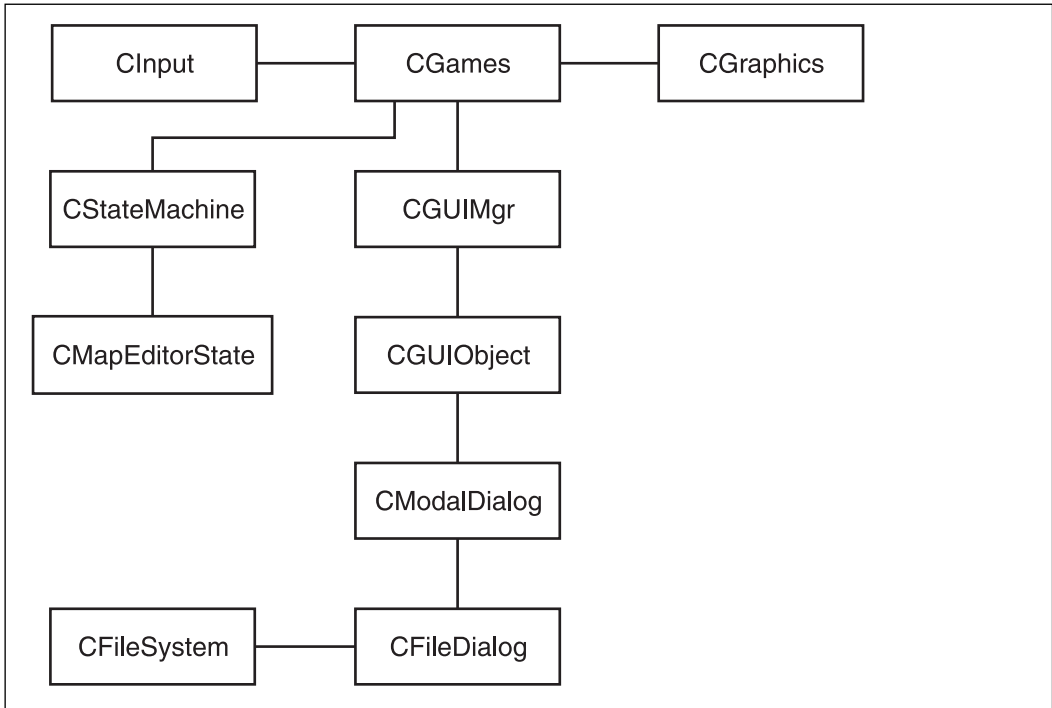 CInput
CGames
CGraphics
CStateMachine
CGUIMgr
CMapEditorState
CGUIObject
CModalDialog
CFileSystem
CFileDialog